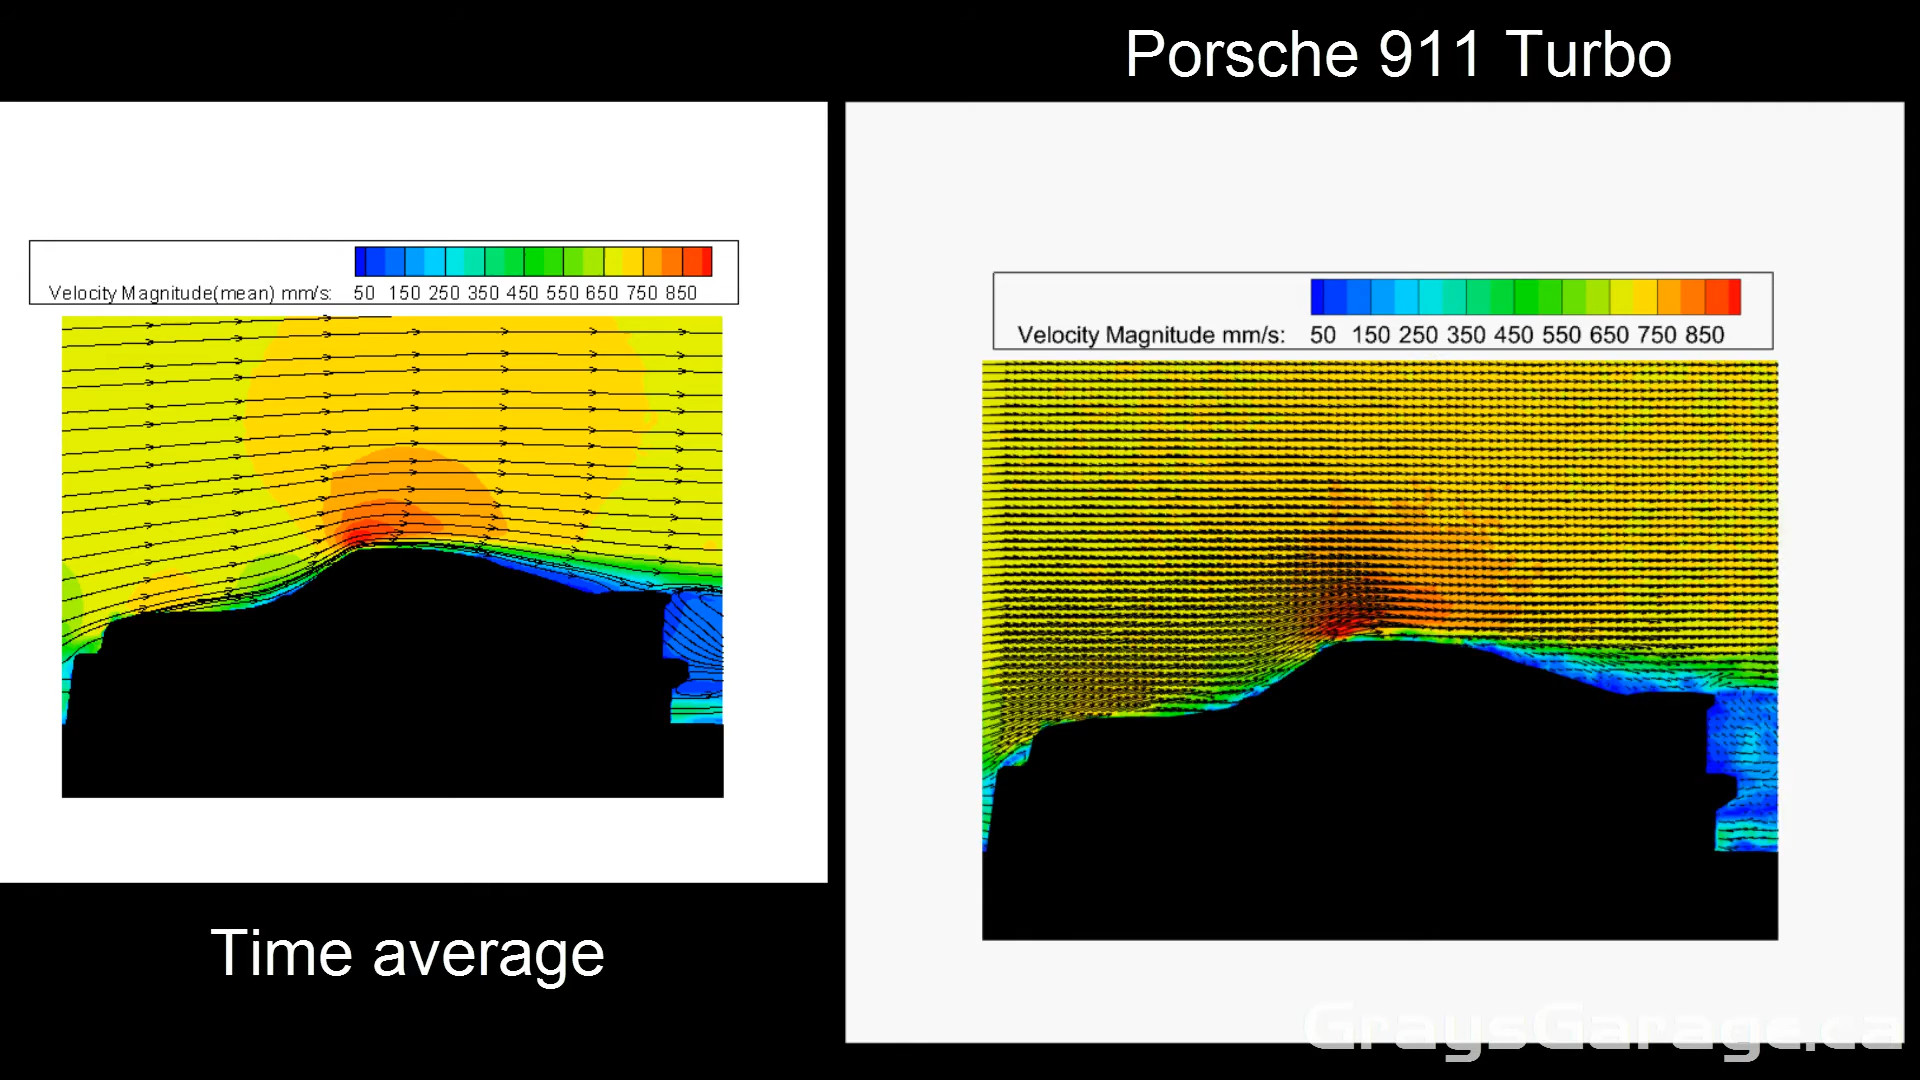 Porsche 911 Turbo
Velocity Magnitude(mean) mm/s: 50 150 250 350 450 550 650 750 850
Velocity Magnitude mm/s: 50 150 250 350 450 550 650 750 850
Time average
GraysGarage.ca